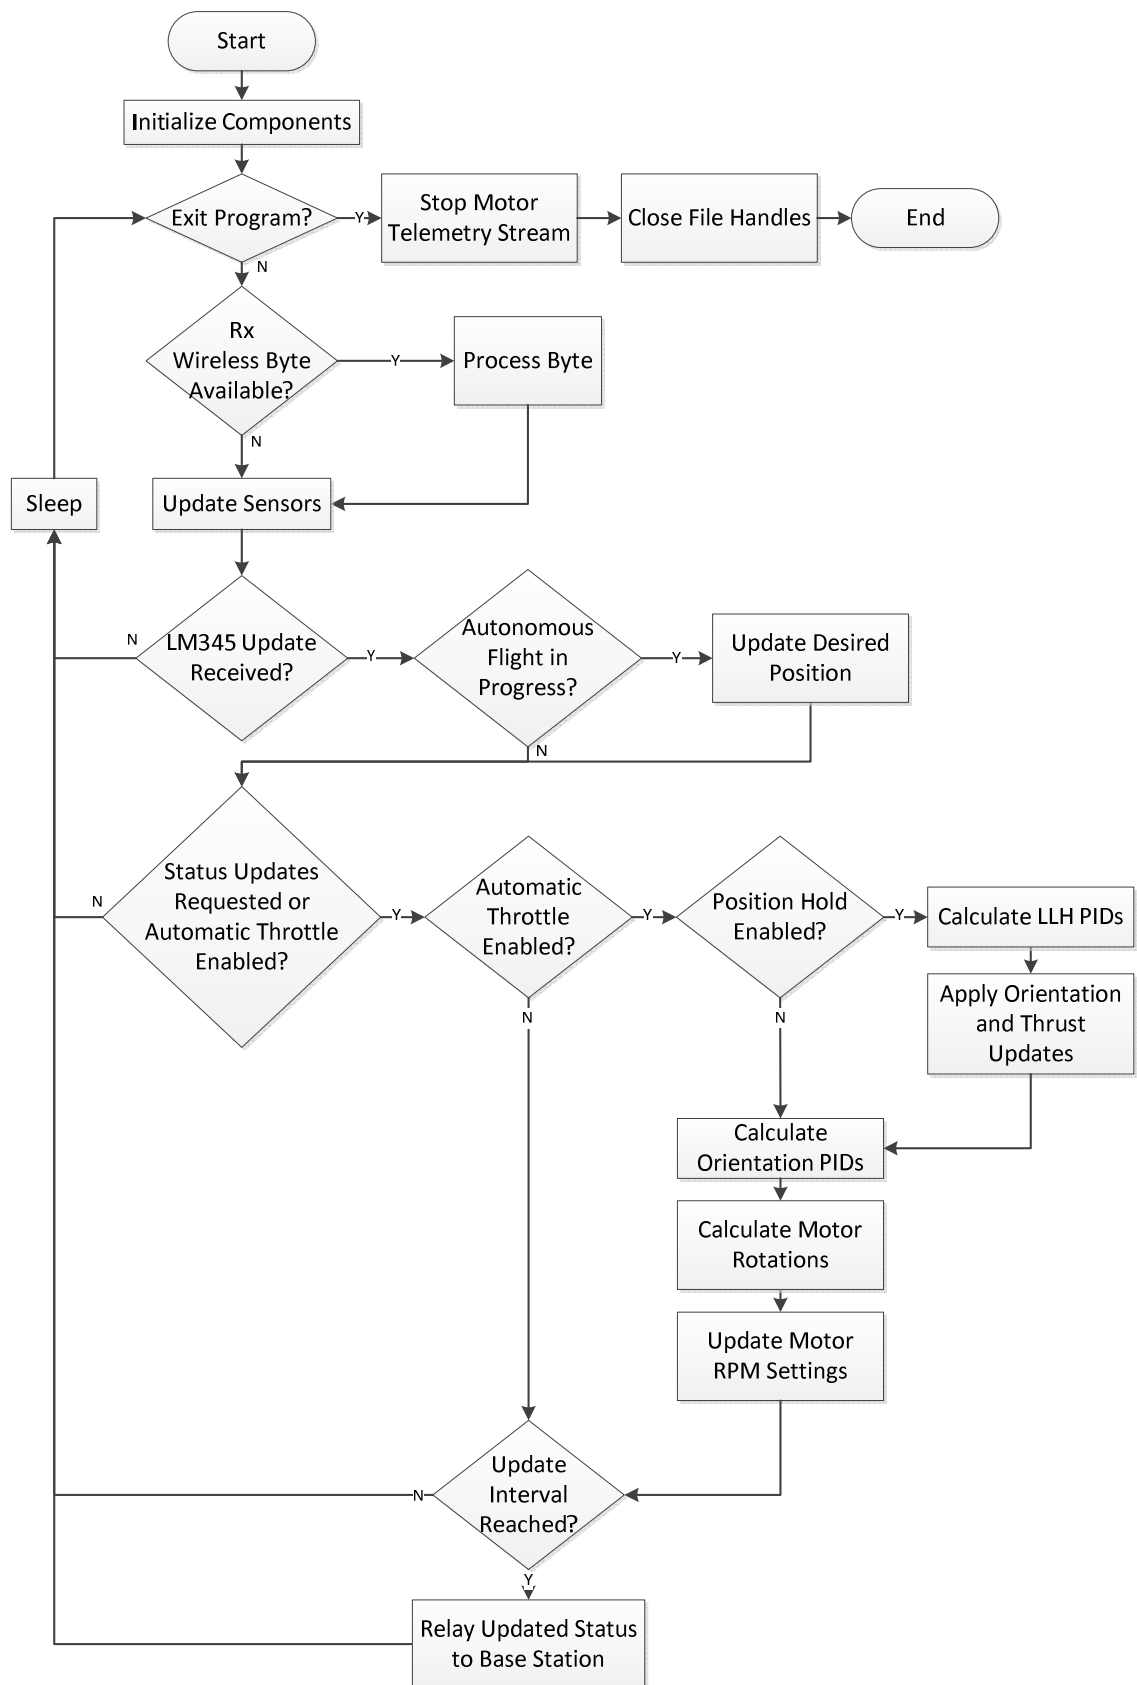 Start
Initialize Components
Exit Program?
Y
Stop Motor
Telemetry Stream
Close File Handles
End
N
Rx
Wireless Byte
Available?
Y
Process Byte
N
Sleep
Update Sensors
N
LM345 Update
Received?
Y
Autonomous
Flight in
Progress?
Y
Update Desired
Position
N
N
Status Updates
Requested or
Automatic Throttle
Enabled?
Y
Automatic
Throttle
Enabled?
Y
Position Hold
Enabled?
Y
Calculate LLH PIDs
Apply Orientation
and Thrust
Updates
N
N
Calculate
Orientation PIDs
Calculate Motor
Rotations
Update Motor
RPM Settings
Update
Interval
Reached?
N
Y
Relay Updated Status
to Base Station